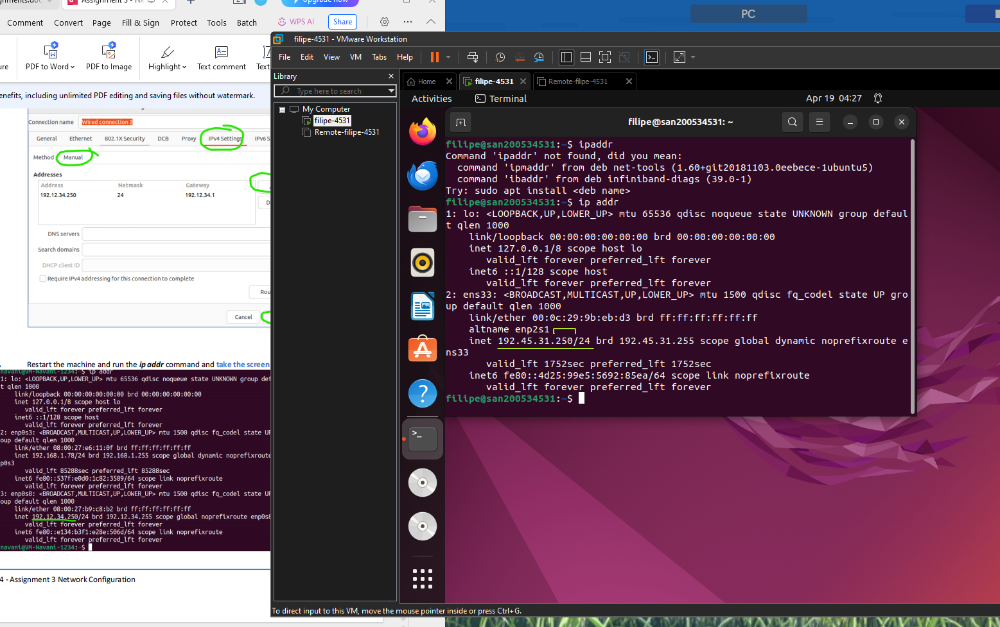 Assignment 3 - Ne
Upgrade now
PC
Comment Convert Page Fill & Sign Protect Tools Batch
WPS AI Share
PDF to Word PDF to Image Highlight Text comment Text
enefits, including unlimited PDF editing and saving files without watermark.
Connection name Wired connection 2
General Ethernet 802.1X Security DCB Proxy IPv4 Settings IPv6 S
Method Manual
Addresses
Address Netmask Gateway
192.12.34.250 24 192.12.34.1
DNS servers
Search domains
DHCP client ID
Require IPv4 addressing for this connection to complete
Rou
Cancel
Restart the machine and run the ip addr command and take the screen
navani@VM-Navani-1234:~$ ip addr
1: lo: <LOOPBACK,UP,LOWER_UP> mtu 65536 qdisc noqueue state UNKNOWN group def
t qlen 1000
link/loopback 00:00:00:00:00:00 brd 00:00:00:00:00:00
inet 127.0.0.1/8 scope host lo
valid_lft forever preferred_lft forever
inet6 ::1/128 scope host
valid_lft forever preferred_lft forever
2: enp0s3: <BROADCAST,MULTICAST,UP,LOWER_UP> mtu 1500 qdisc fq_codel state UP
oup default qlen 1000
link/ether 08:00:27:e6:11:0f brd ff:ff:ff:ff:ff:ff
inet 192.168.1.78/24 brd 192.168.1.255 scope global dynamic noprefixroute
p0s3
valid_lft 85288sec preferred_lft 85288sec
inet6 fe80::537f:e0d0:1c82:3589/64 scope link noprefixroute
valid_lft forever preferred_lft forever
3: enp0s8: <BROADCAST,MULTICAST,UP,LOWER_UP> mtu 1500 qdisc fq_codel state UP
oup default qlen 1000
link/ether 08:00:27:b9:c8:b2 brd ff:ff:ff:ff:ff:ff
inet 192.12.34.250/24 brd 192.12.34.255 scope global noprefixroute enp0s8
valid_lft forever preferred_lft forever
inet6 fe80::e134:b3f1:e28e:506d/64 scope link noprefixroute
valid_lft forever preferred_lft forever
navani@VM-Navani-1234:~$
4 - Assignment 3 Network Configuration
filipe-4531 - VMware Workstation
File Edit View VM Tabs Help
Library
Type here to search
My Computer
filipe-4531
Remote-filipe-4531
Home filipe-4531 Remote-filipe-4531
Activities Terminal Apr 19 04:27
filipe@san200534531: ~
filipe@san200534531:~$ ipaddr
Command 'ipaddr' not found, did you mean:
command 'ipmaddr' from deb net-tools (1.60+git20181103.0eebece-1ubuntu5)
command 'ibaddr' from deb infiniband-diags (39.0-1)
Try: sudo apt install <deb name>
filipe@san200534531:~$ ip addr
1: lo: <LOOPBACK,UP,LOWER_UP> mtu 65536 qdisc noqueue state UNKNOWN group defaul
t qlen 1000
link/loopback 00:00:00:00:00:00 brd 00:00:00:00:00:00
inet 127.0.0.1/8 scope host lo
valid_lft forever preferred_lft forever
inet6 ::1/128 scope host
valid_lft forever preferred_lft forever
2: ens33: <BROADCAST,MULTICAST,UP,LOWER_UP> mtu 1500 qdisc fq_codel state UP gro
up default qlen 1000
link/ether 00:0c:29:9b:eb:d3 brd ff:ff:ff:ff:ff:ff
altname enp2s1
inet 192.45.31.250/24 brd 192.45.31.255 scope global dynamic noprefixroute e
ns33
valid_lft 1752sec preferred_lft 1752sec
inet6 fe80::4d25:99e5:5692:85ea/64 scope link noprefixroute
valid_lft forever preferred_lft forever
filipe@san200534531:~$
To direct input to this VM, move the mouse pointer inside or press Ctrl+G.